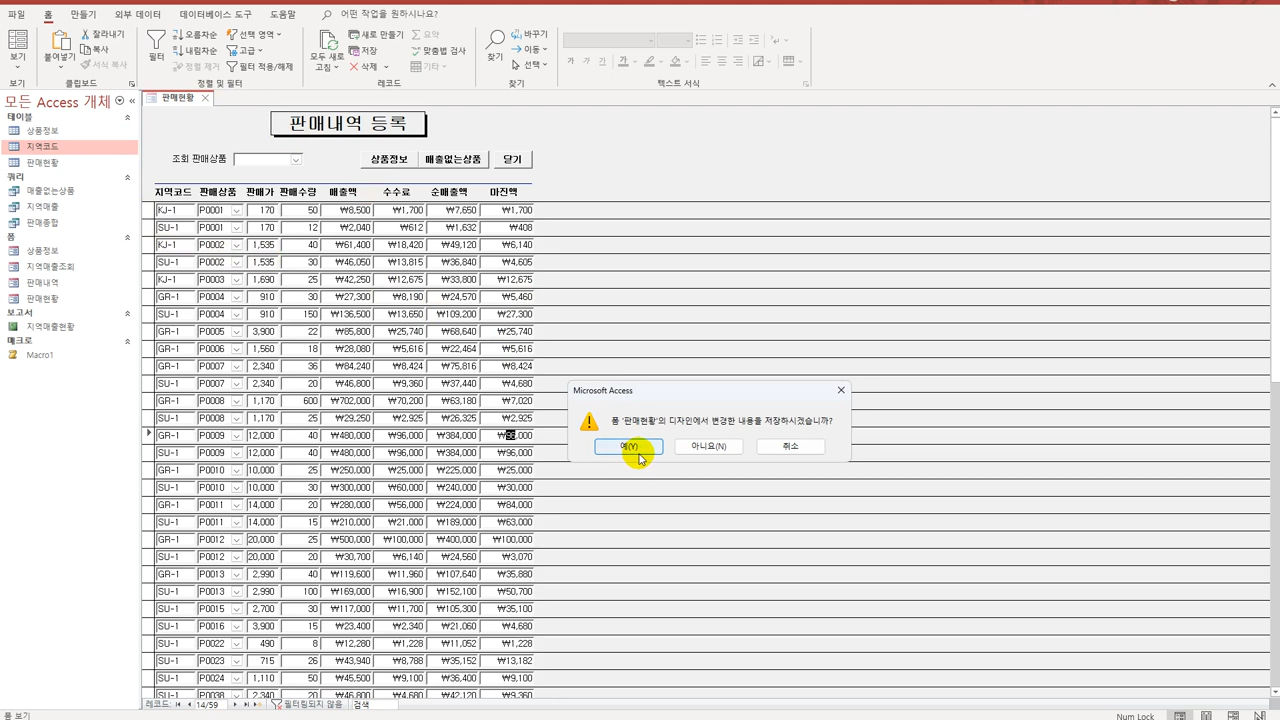 파일 홈 만들기 외부 데이터 데이터베이스 도구 도움말 어떤 작업을 원하시나요?
보기 붙여넣기 잘라내기 복사 서식 복사 클립보드
필터 오름차순 내림차순 정렬 제거 선택 영역 고급 필터 적용/해제 정렬 및 필터
모두 새로 고침 새로 만들기 저장 삭제 요약 맞춤법 검사 기타 레코드
찾기 바꾸기 이동 선택 찾기
가 가 가 가 가 텍스트 서식
모든 Access 개체
테이블
상품정보
지역코드
판매현황
쿼리
매출없는상품
지역매출
판매종합
폼
상품정보
지역매출조회
판매내역
판매현황
보고서
지역매출현황
매크로
Macro1
판매현황
판매내역 등록
조회 판매상품 상품정보 매출없는상품 닫기
지역코드 판매상품 판매가 판매수량 매출액 수수료 순매출액 마진액
KJ-1 P0001 170 50 ₩8,500 ₩1,700 ₩7,650 ₩1,700
SU-1 P0001 170 12 ₩2,040 ₩612 ₩1,632 ₩408
KJ-1 P0002 1,535 40 ₩61,400 ₩18,420 ₩49,120 ₩6,140
SU-1 P0002 1,535 30 ₩46,050 ₩13,815 ₩36,840 ₩4,605
KJ-1 P0003 1,690 25 ₩42,250 ₩12,675 ₩33,800 ₩12,675
GR-1 P0004 910 30 ₩27,300 ₩8,190 ₩24,570 ₩5,460
SU-1 P0004 910 150 ₩136,500 ₩13,650 ₩109,200 ₩27,300
GR-1 P0005 3,900 22 ₩85,800 ₩25,740 ₩68,640 ₩25,740
GR-1 P0006 1,560 18 ₩28,080 ₩5,616 ₩22,464 ₩5,616
GR-1 P0007 2,340 36 ₩84,240 ₩8,424 ₩75,816 ₩8,424
SU-1 P0007 2,340 20 ₩46,800 ₩9,360 ₩37,440 ₩4,680
GR-1 P0008 1,170 600 ₩702,000 ₩70,200 ₩63,180 ₩7,020
SU-1 P0008 1,170 25 ₩29,250 ₩2,925 ₩26,325 ₩2,925
GR-1 P0009 12,000 40 ₩480,000 ₩96,000 ₩384,000 ₩96,000
SU-1 P0009 12,000 40 ₩480,000 ₩96,000 ₩384,000 ₩96,000
GR-1 P0010 10,000 25 ₩250,000 ₩25,000 ₩225,000 ₩25,000
SU-1 P0010 10,000 30 ₩300,000 ₩60,000 ₩240,000 ₩30,000
GR-1 P0011 14,000 20 ₩280,000 ₩56,000 ₩224,000 ₩84,000
SU-1 P0011 14,000 15 ₩210,000 ₩21,000 ₩189,000 ₩63,000
GR-1 P0012 20,000 25 ₩500,000 ₩100,000 ₩400,000 ₩100,000
SU-1 P0012 20,000 20 ₩30,700 ₩6,140 ₩24,560 ₩3,070
GR-1 P0013 2,990 40 ₩119,600 ₩11,960 ₩107,640 ₩35,880
SU-1 P0013 2,990 100 ₩169,000 ₩16,900 ₩152,100 ₩50,700
SU-1 P0015 2,700 30 ₩117,000 ₩11,700 ₩105,300 ₩35,100
SU-1 P0016 3,900 15 ₩23,400 ₩2,340 ₩21,060 ₩4,680
SU-1 P0022 490 8 ₩12,280 ₩1,228 ₩11,052 ₩1,228
SU-1 P0023 715 26 ₩43,940 ₩8,788 ₩35,152 ₩13,182
SU-1 P0024 1,110 50 ₩45,500 ₩9,100 ₩36,400 ₩9,100
SU-1 P0038 2,340 20 ₩46,800 ₩4,680 ₩42,120 ₩9,360
Microsoft Access
폼 '판매현황'의 디자인에서 변경한 내용을 저장하시겠습니까?
예(Y) 아니요(N) 취소
레코드: 14/59 필터링되지 않음 검색
폼 보기 Num Lock